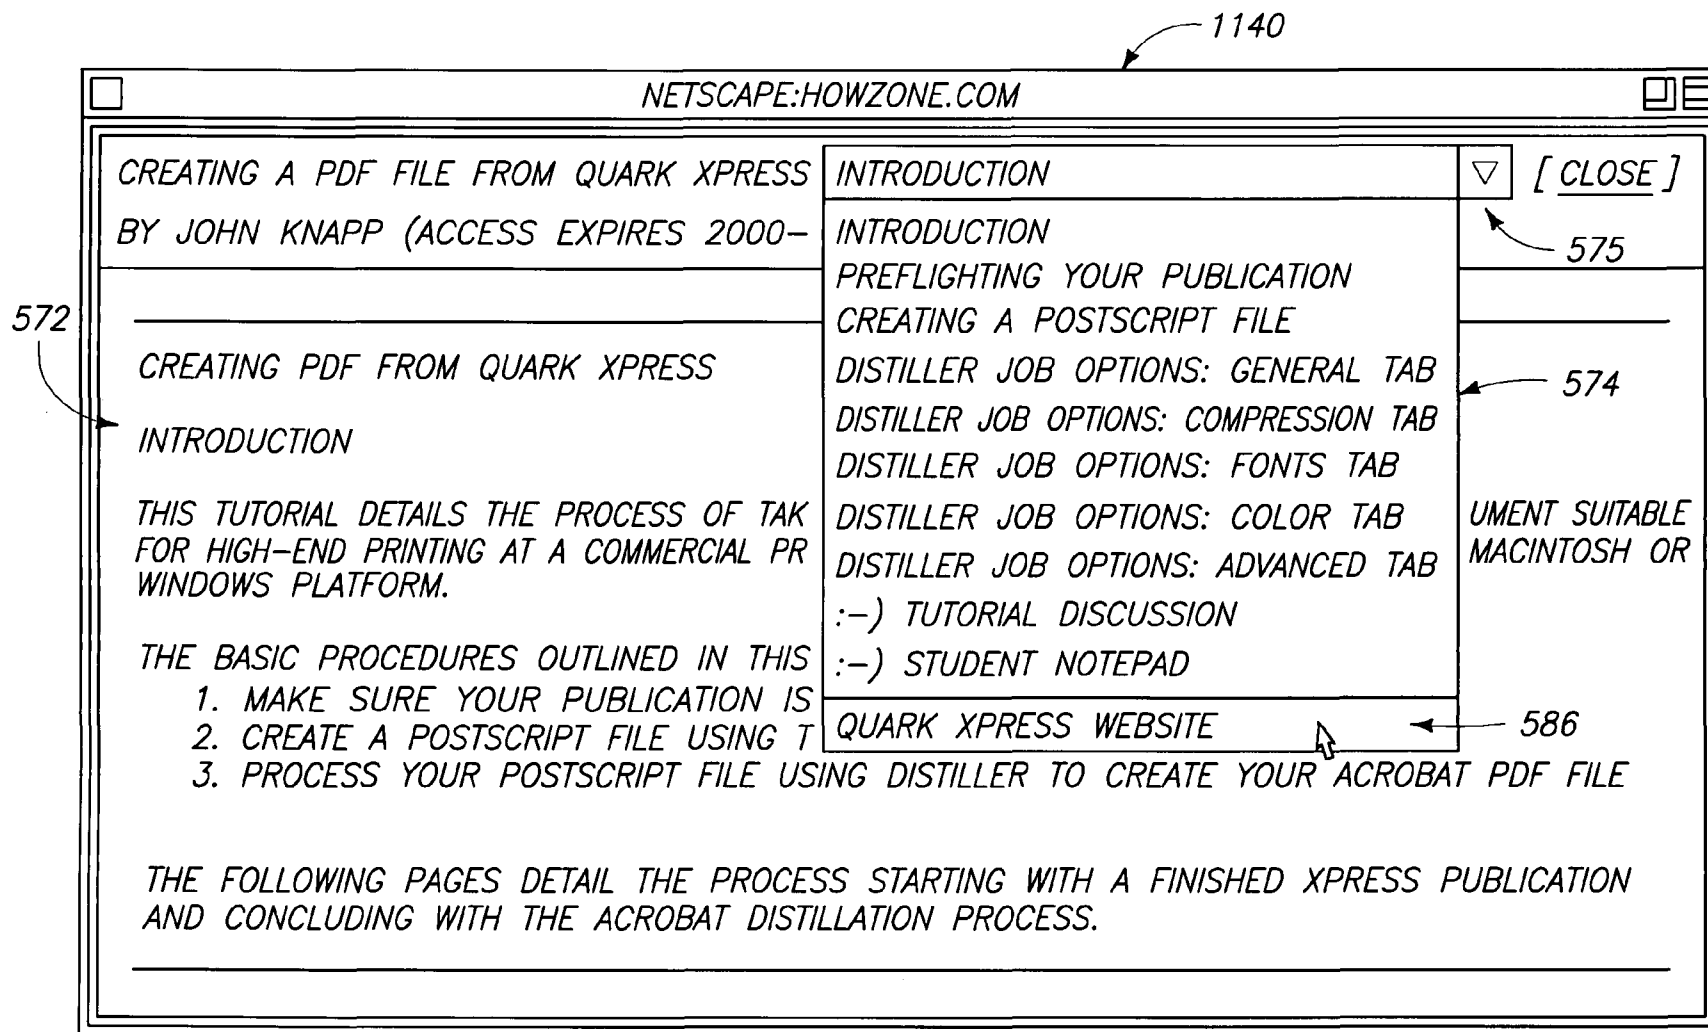 1140
NETSCAPE:HOWZONE.COM
CREATING A PDF FILE FROM QUARK XPRESS
INTRODUCTION
[ CLOSE ]
BY JOHN KNAPP (ACCESS EXPIRES 2000-
575
INTRODUCTION
PREFLIGHTING YOUR PUBLICATION
CREATING A POSTSCRIPT FILE
DISTILLER JOB OPTIONS: GENERAL TAB
DISTILLER JOB OPTIONS: COMPRESSION TAB
DISTILLER JOB OPTIONS: FONTS TAB
DISTILLER JOB OPTIONS: COLOR TAB
DISTILLER JOB OPTIONS: ADVANCED TAB
:-) TUTORIAL DISCUSSION
:-) STUDENT NOTEPAD
QUARK XPRESS WEBSITE
574
586
572
CREATING PDF FROM QUARK XPRESS
INTRODUCTION
THIS TUTORIAL DETAILS THE PROCESS OF TAK UMENT SUITABLE
FOR HIGH-END PRINTING AT A COMMERCIAL PR MACINTOSH OR
WINDOWS PLATFORM.
THE BASIC PROCEDURES OUTLINED IN THIS
1. MAKE SURE YOUR PUBLICATION IS
2. CREATE A POSTSCRIPT FILE USING T
3. PROCESS YOUR POSTSCRIPT FILE USING DISTILLER TO CREATE YOUR ACROBAT PDF FILE
THE FOLLOWING PAGES DETAIL THE PROCESS STARTING WITH A FINISHED XPRESS PUBLICATION
AND CONCLUDING WITH THE ACROBAT DISTILLATION PROCESS.